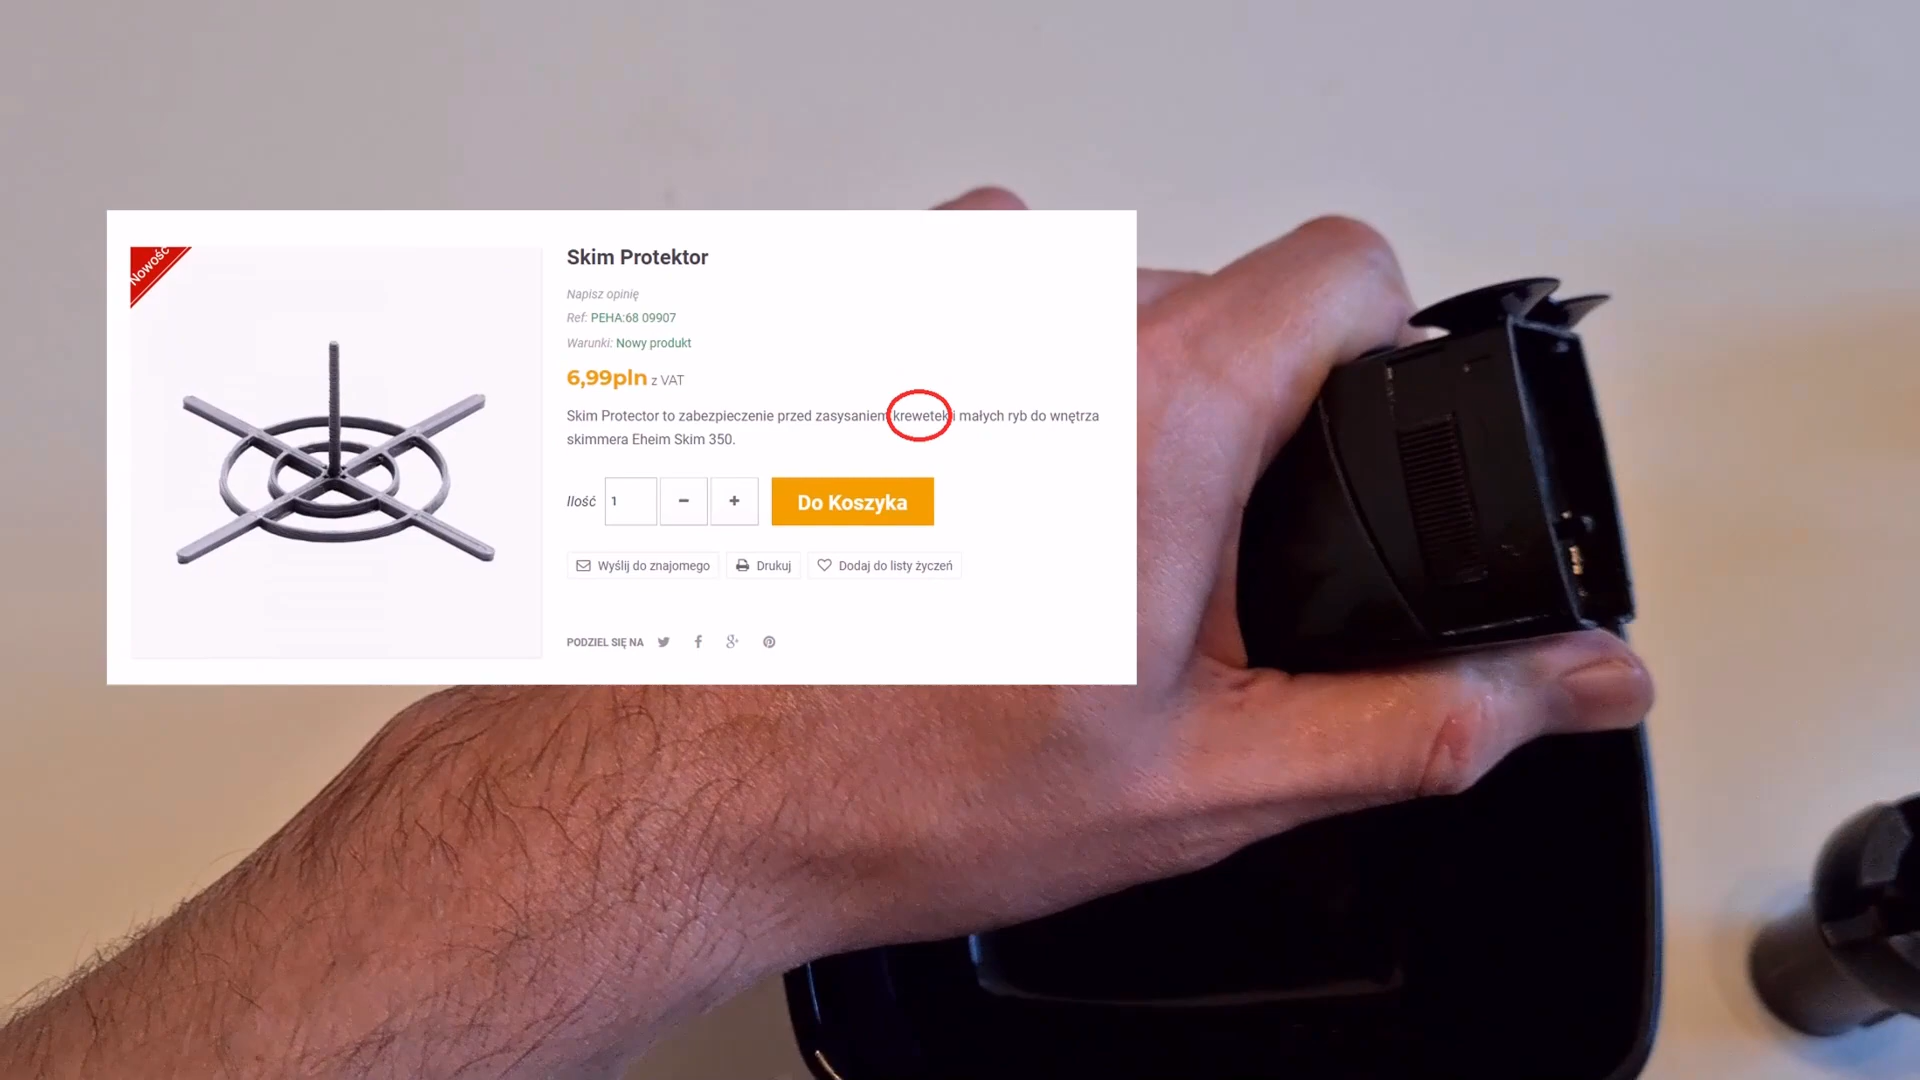 Nowość
Skim Protektor
Napisz opinię
Ref: PEHA:68 09907
Warunki: Nowy produkt
6,99pln z VAT
Skim Protector to zabezpieczenie przed zasysaniem krewetek i małych ryb do wnętrza
skimmera Eheim Skim 350.
Ilość 1 − + Do Koszyka
Wyślij do znajomego Drukuj Dodaj do listy życzeń
PODZIEL SIĘ NA